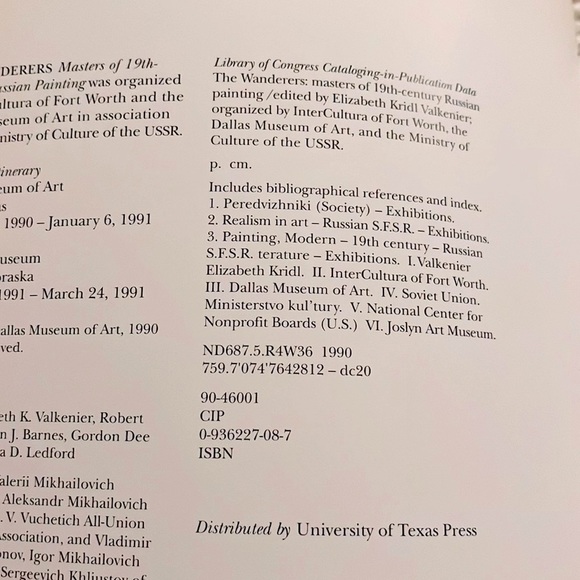 DERERS Masters of 19th-
ssian Painting was organized
ultura of Fort Worth and the
seum of Art in association
nistry of Culture of the USSR.
tinerary
eum of Art
s
1990 – January 6, 1991
useum
raska
1991 – March 24, 1991
allas Museum of Art, 1990
ved.
eth K. Valkenier, Robert
n J. Barnes, Gordon Dee
a D. Ledford
alerii Mikhailovich
Aleksandr Mikhailovich
. V. Vuchetich All-Union
Association, and Vladimir
nov, Igor Mikhailovich
Sergeevich Khliustov of
Library of Congress Cataloging-in-Publication Data
The Wanderers: masters of 19th-century Russian
painting /edited by Elizabeth Kridl Valkenier;
organized by InterCultura of Fort Worth, the
Dallas Museum of Art, and the Ministry of
Culture of the USSR.
p. cm.
Includes bibliographical references and index.
1. Peredvizhniki (Society) – Exhibitions.
2. Realism in art – Russian S.F.S.R. – Exhibitions.
3. Painting, Modern – 19th century – Russian
S.F.S.R. terature – Exhibitions. I. Valkenier
Elizabeth Kridl. II. InterCultura of Fort Worth.
III. Dallas Museum of Art. IV. Soviet Union.
Ministerstvo kul'tury. V. National Center for
Nonprofit Boards (U.S.) VI. Joslyn Art Museum.
ND687.5.R4W36 1990
759.7'074'7642812 – dc20
90-46001
CIP
0-936227-08-7
ISBN
Distributed by University of Texas Press